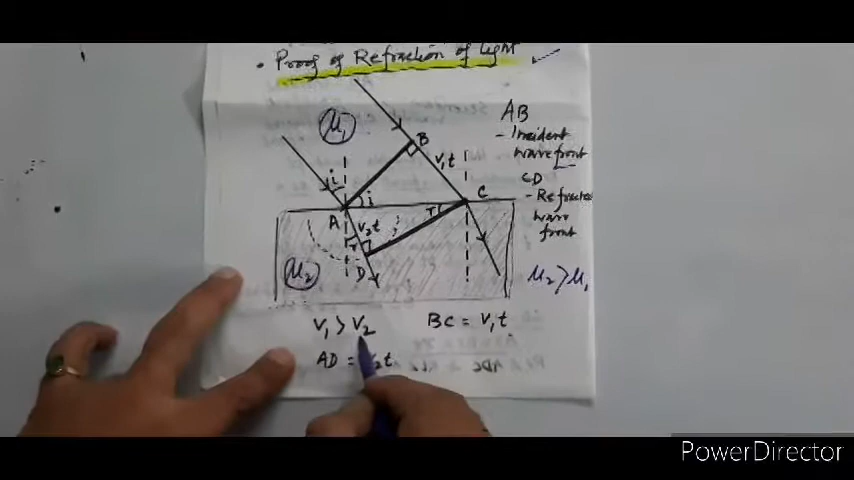 • Proof of Refraction of light
μ₁
AB
- Incident
wavefront
CD
- Refracted
wave
front
B
v₁t
i
i
C
A
v₂t
r
r
D
μ₂
μ₂ > μ₁
V₁ > V₂
BC = V₁t
AD = V₂t
PowerDirector